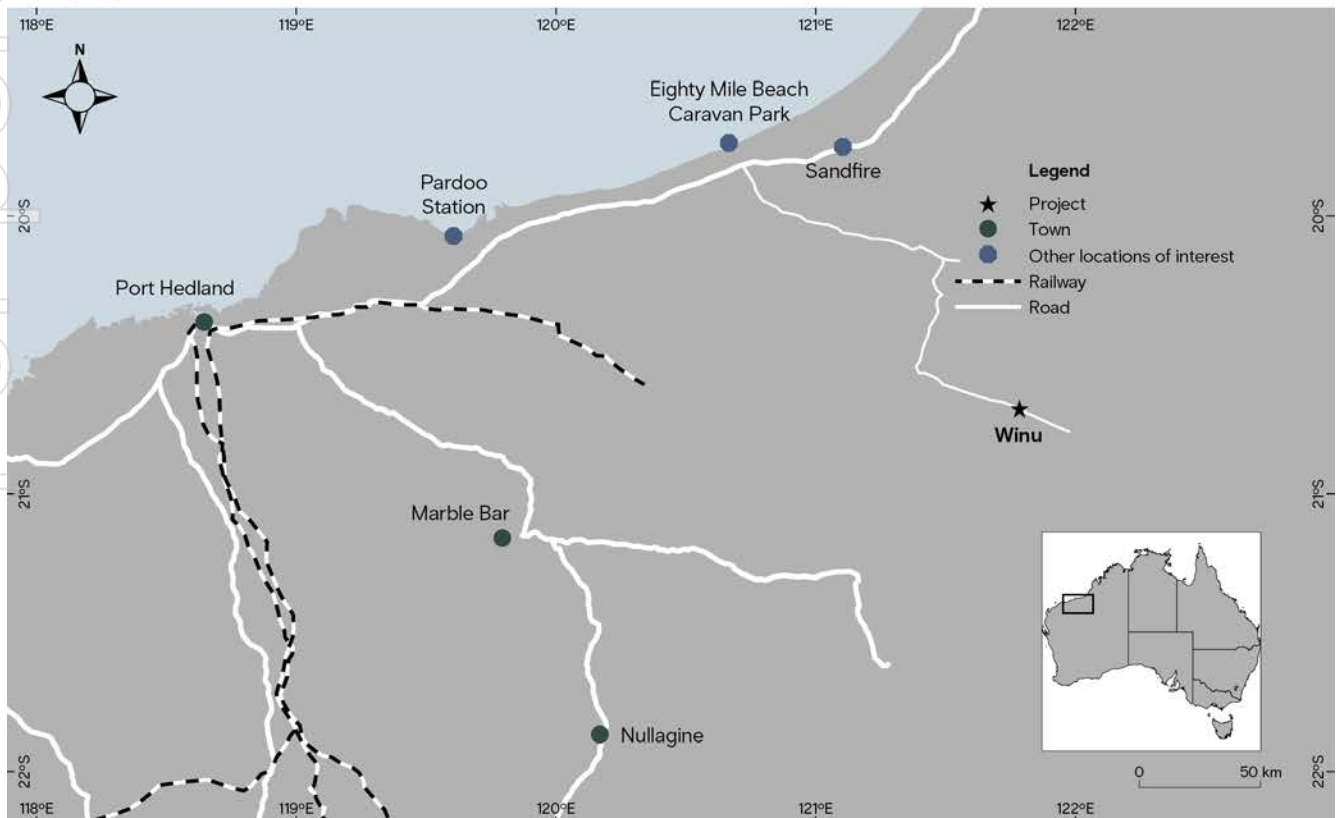 118°E 119°E 120°E 121°E 122°E
N
Eighty Mile Beach
Caravan Park
Sandfire
Legend
Project
Town
Other locations of interest
Railway
Road
Pardoo
Station
20°S 20°S
Port Hedland
Winu
21°S 21°S
Marble Bar
Nullagine
22°S 22°S
0 50 km
118°E 119°E 120°E 121°E 122°E